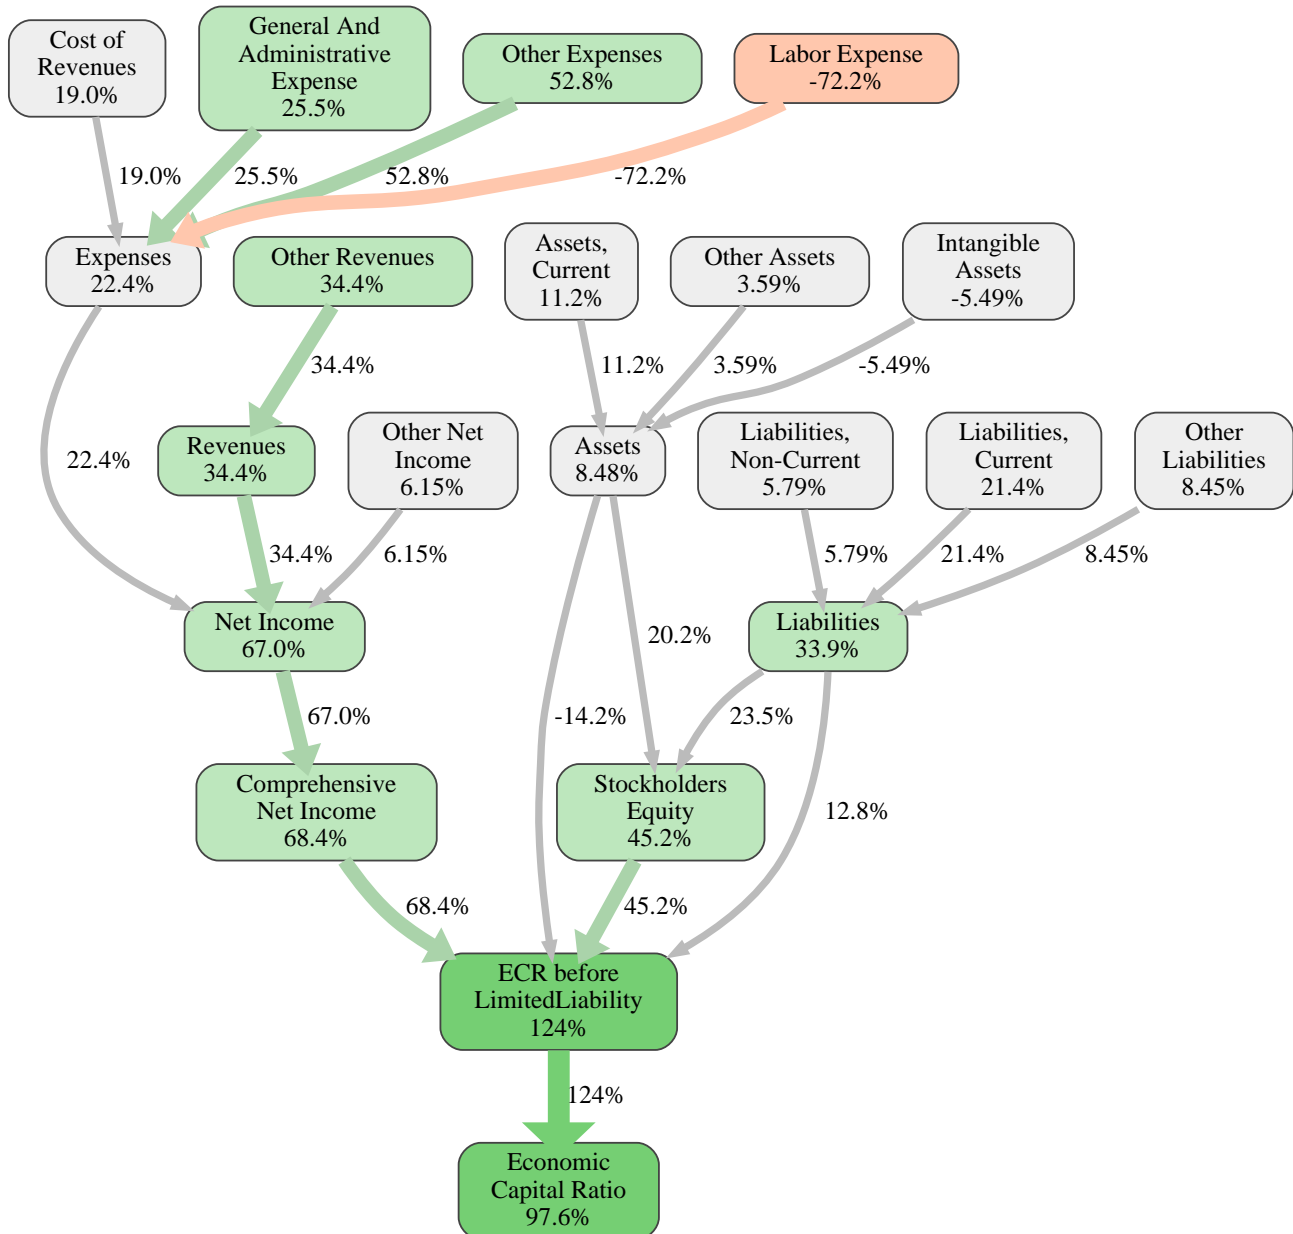 Cost of
Revenues
19.0%
General And
Administrative
Expense
25.5%
Other Expenses
52.8%
Labor Expense
-72.2%
19.0%
25.5%
52.8%
-72.2%
Expenses
22.4%
Other Revenues
34.4%
Assets,
Current
11.2%
Other Assets
3.59%
Intangible
Assets
-5.49%
34.4%
11.2%
3.59%
-5.49%
22.4%
Revenues
34.4%
Other Net
Income
6.15%
Assets
8.48%
Liabilities,
Non-Current
5.79%
Liabilities,
Current
21.4%
Other
Liabilities
8.45%
34.4%
6.15%
5.79%
21.4%
8.45%
Net Income
67.0%
20.2%
Liabilities
33.9%
67.0%
-14.2%
23.5%
Comprehensive
Net Income
68.4%
Stockholders
Equity
45.2%
12.8%
68.4%
45.2%
ECR before
LimitedLiability
124%
124%
Economic
Capital Ratio
97.6%